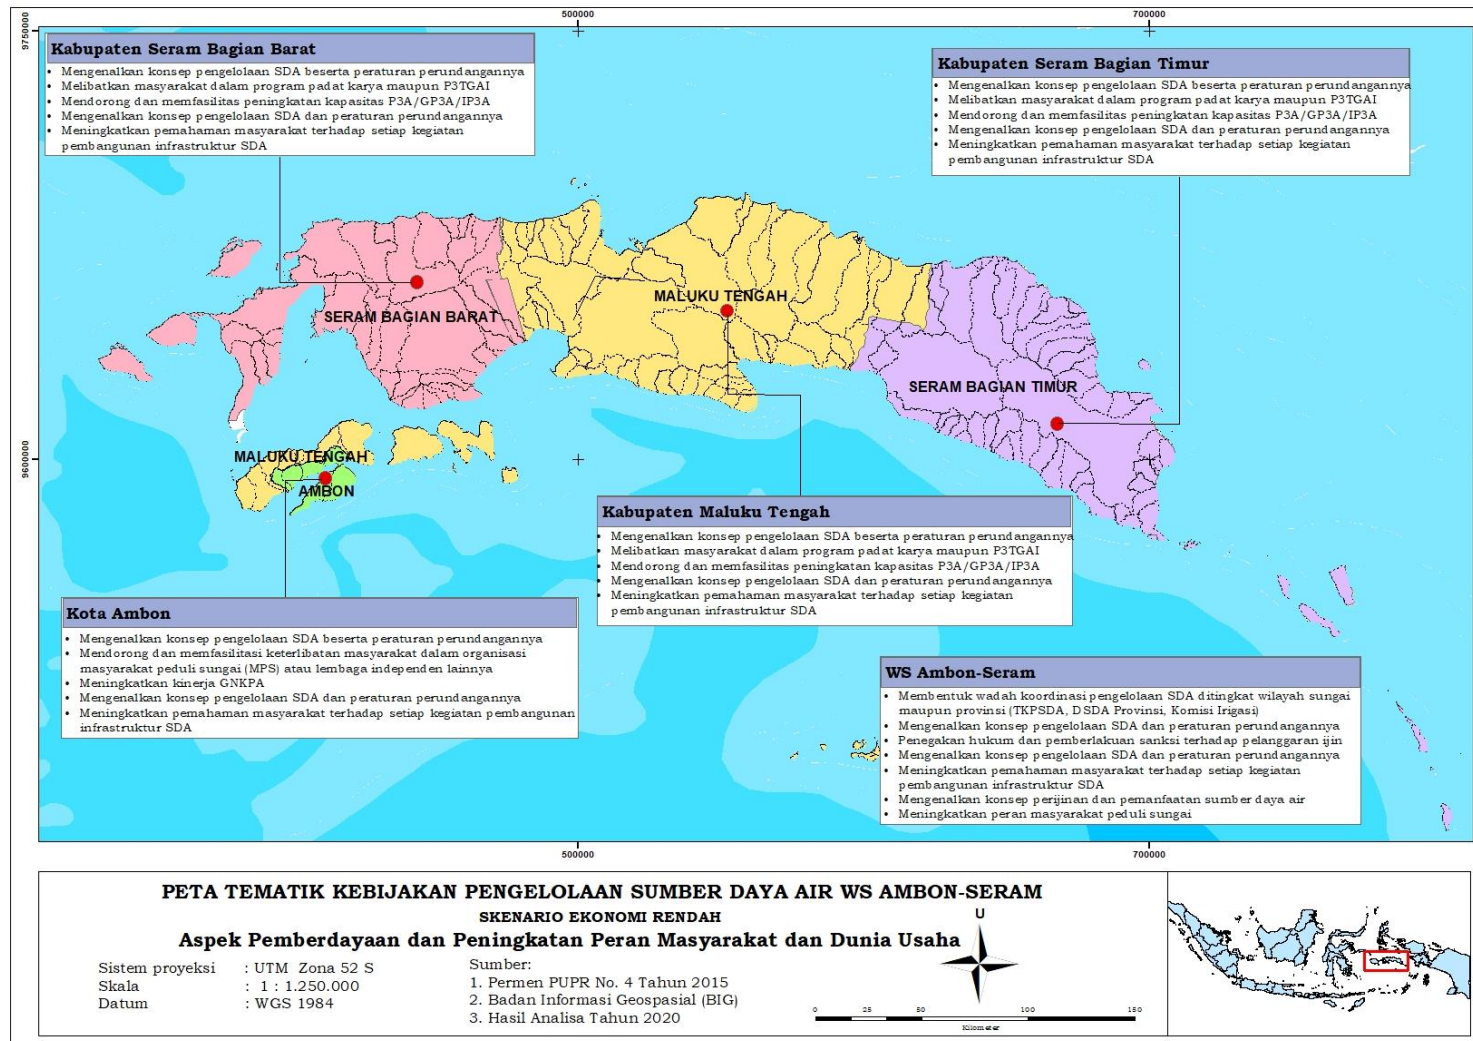 500000
700000
9750000
Kabupaten Seram Bagian Barat
• Mengenalkan konsep pengelolaan SDA beserta peraturan perundangannya
• Melibatkan masyarakat dalam program padat karya maupun P3TGAI
• Mendorong dan memfasilitas peningkatan kapasitas P3A/GP3A/IP3A
• Mengenalkan konsep pengelolaan SDA dan peraturan perundangannya
• Meningkatkan pemahaman masyarakat terhadap setiap kegiatan
pembangunan infrastruktur SDA
Kabupaten Seram Bagian Timur
• Mengenalkan konsep pengelolaan SDA beserta peraturan perundangannya
• Melibatkan masyarakat dalam program padat karya maupun P3TGAI
• Mendorong dan memfasilitas peningkatan kapasitas P3A/GP3A/IP3A
• Mengenalkan konsep pengelolaan SDA dan peraturan perundangannya
• Meningkatkan pemahaman masyarakat terhadap setiap kegiatan
pembangunan infrastruktur SDA
MALUKU TENGAH
SERAM BAGIAN BARAT
SERAM BAGIAN TIMUR
9600000
MALUKU TENGAH
AMBON
Kabupaten Maluku Tengah
• Mengenalkan konsep pengelolaan SDA beserta peraturan perundangannya
• Melibatkan masyarakat dalam program padat karya maupun P3TGAI
• Mendorong dan memfasilitas peningkatan kapasitas P3A/GP3A/IP3A
• Mengenalkan konsep pengelolaan SDA dan peraturan perundangannya
• Meningkatkan pemahaman masyarakat terhadap setiap kegiatan
pembangunan infrastruktur SDA
Kota Ambon
• Mengenalkan konsep pengelolaan SDA beserta peraturan perundangannya
• Mendorong dan memfasilitasi keterlibatan masyarakat dalam organisasi
masyarakat peduli sungai (MPS) atau lembaga independen lainnya
• Meningkatkan kinerja GNKPA
• Mengenalkan konsep pengelolaan SDA dan peraturan perundangannya
• Meningkatkan pemahaman masyarakat terhadap setiap kegiatan pembangunan
infrastruktur SDA
WS Ambon-Seram
• Membentuk wadah koordinasi pengelolaan SDA ditingkat wilayah sungai
maupun provinsi (TKPSDA, DSDA Provinsi, Komisi Irigasi)
• Mengenalkan konsep pengelolaan SDA dan peraturan perundangannya
• Penegakan hukum dan pemberlakuan sanksi terhadap pelanggaran ijin
• Mengenalkan konsep pengelolaan SDA dan peraturan perundangannya
• Meningkatkan pemahaman masyarakat terhadap setiap kegiatan
pembangunan infrastruktur SDA
• Mengenalkan konsep perijinan dan pemanfaatan sumber daya air
• Meningkatkan peran masyarakat peduli sungai
500000
700000
PETA TEMATIK KEBIJAKAN PENGELOLAAN SUMBER DAYA AIR WS AMBON-SERAM
SKENARIO EKONOMI RENDAH
Aspek Pemberdayaan dan Peningkatan Peran Masyarakat dan Dunia Usaha
U
Sistem proyeksi : UTM Zona 52 S
Skala : 1 : 1.250.000
Datum : WGS 1984
Sumber:
1. Permen PUPR No. 4 Tahun 2015
2. Badan Informasi Geospasial (BIG)
3. Hasil Analisa Tahun 2020
0 25 50 100 150
Kilometer